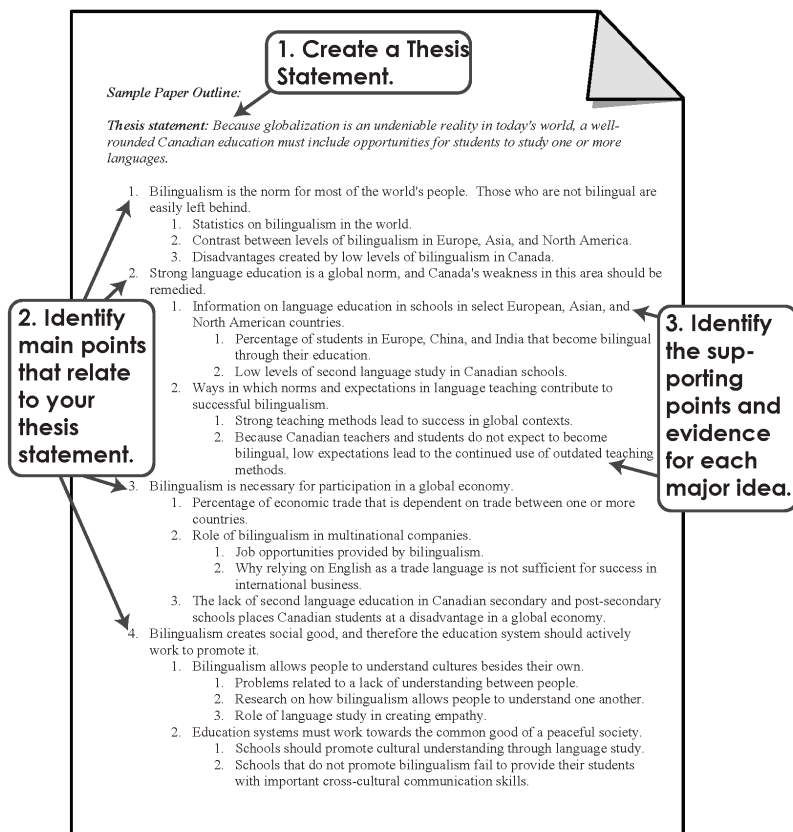 1. Create a Thesis
Statement.
Sample Paper Outline:
Thesis statement: Because globalization is an undeniable reality in today's world, a well-
rounded Canadian education must include opportunities for students to study one or more
languages.
1. Bilingualism is the norm for most of the world's people. Those who are not bilingual are
easily left behind.
1. Statistics on bilingualism in the world.
2. Contrast between levels of bilingualism in Europe, Asia, and North America.
3. Disadvantages created by low levels of bilingualism in Canada.
2. Strong language education is a global norm, and Canada's weakness in this area should be
remedied.
1. Information on language education in schools in select European, Asian, and
North American countries.
1. Percentage of students in Europe, China, and India that become bilingual
through their education.
2. Low levels of second language study in Canadian schools.
2. Ways in which norms and expectations in language teaching contribute to
successful bilingualism.
1. Strong teaching methods lead to success in global contexts.
2. Because Canadian teachers and students do not expect to become
bilingual, low expectations lead to the continued use of outdated teaching
methods.
3. Bilingualism is necessary for participation in a global economy.
1. Percentage of economic trade that is dependent on trade between one or more
countries.
2. Role of bilingualism in multinational companies.
1. Job opportunities provided by bilingualism.
2. Why relying on English as a trade language is not sufficient for success in
international business.
3. The lack of second language education in Canadian secondary and post-secondary
schools places Canadian students at a disadvantage in a global economy.
4. Bilingualism creates social good, and therefore the education system should actively
work to promote it.
1. Bilingualism allows people to understand cultures besides their own.
1. Problems related to a lack of understanding between people.
2. Research on how bilingualism allows people to understand one another.
3. Role of language study in creating empathy.
2. Education systems must work towards the common good of a peaceful society.
1. Schools should promote cultural understanding through language study.
2. Schools that do not promote bilingualism fail to provide their students
with important cross-cultural communication skills.
2. Identify
main points
that relate
to your
thesis
statement.
3. Identify
the sup-
porting
points and
evidence
for each
major idea.